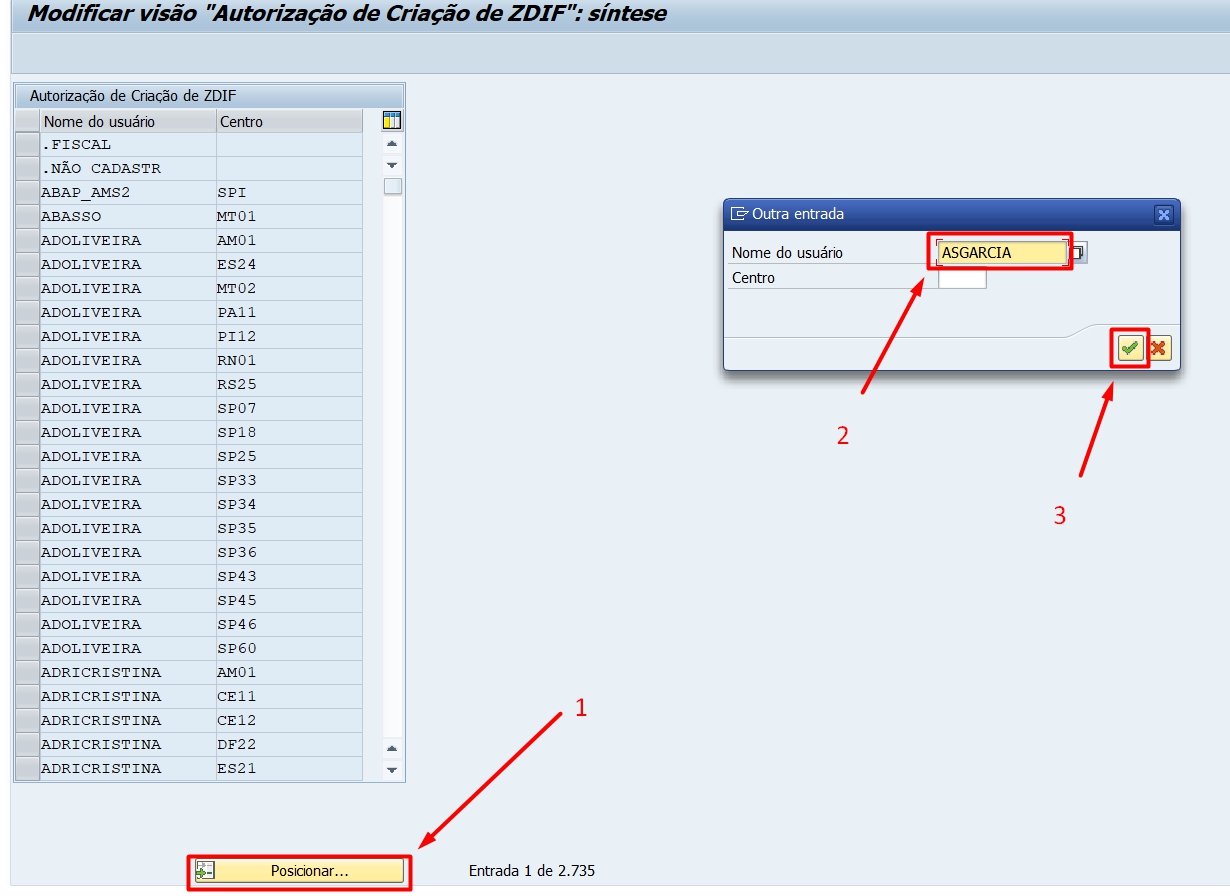 Modificar visão "Autorização de Criação de ZDIF": síntese
Autorização de Criação de ZDIF
Nome do usuário Centro
.FISCAL
.NÃO CADASTR
ABAP_AMS2 SPI
ABASSO MT01
ADOLIVEIRA AM01
ADOLIVEIRA ES24
ADOLIVEIRA MT02
ADOLIVEIRA PA11
ADOLIVEIRA PI12
ADOLIVEIRA RN01
ADOLIVEIRA RS25
ADOLIVEIRA SP07
ADOLIVEIRA SP18
ADOLIVEIRA SP25
ADOLIVEIRA SP33
ADOLIVEIRA SP34
ADOLIVEIRA SP35
ADOLIVEIRA SP36
ADOLIVEIRA SP43
ADOLIVEIRA SP45
ADOLIVEIRA SP46
ADOLIVEIRA SP60
ADRICRISTINA AM01
ADRICRISTINA CE11
ADRICRISTINA CE12
ADRICRISTINA DF22
ADRICRISTINA ES21
Outra entrada
Nome do usuário ASGARCIA
Centro
2
3
1
Posicionar... Entrada 1 de 2.735